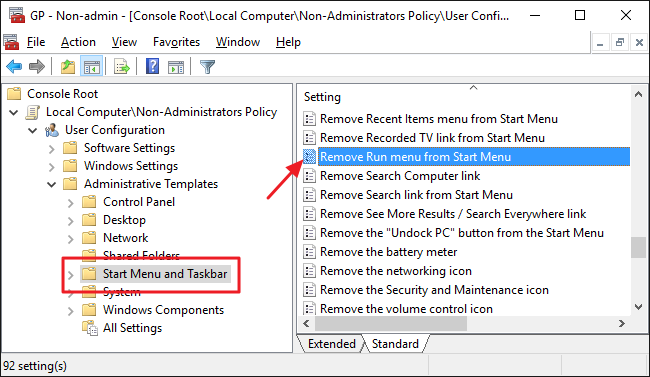 GP - Non-admin - [Console Root\Local Computer\Non-Administrators Policy\User Confi...
File Action View Favorites Window Help
Console Root
Local Computer\Non-Administrators Policy
User Configuration
Software Settings
Windows Settings
Administrative Templates
Control Panel
Desktop
Network
Shared Folders
Start Menu and Taskbar
System
Windows Components
All Settings
Setting
Remove Recent Items menu from Start Menu
Remove Recorded TV link from Start Menu
Remove Run menu from Start Menu
Remove Search Computer link
Remove Search link from Start Menu
Remove See More Results / Search Everywhere link
Remove the "Undock PC" button from the Start Menu
Remove the battery meter
Remove the networking icon
Remove the Security and Maintenance icon
Remove the volume control icon
Extended Standard
92 setting(s)